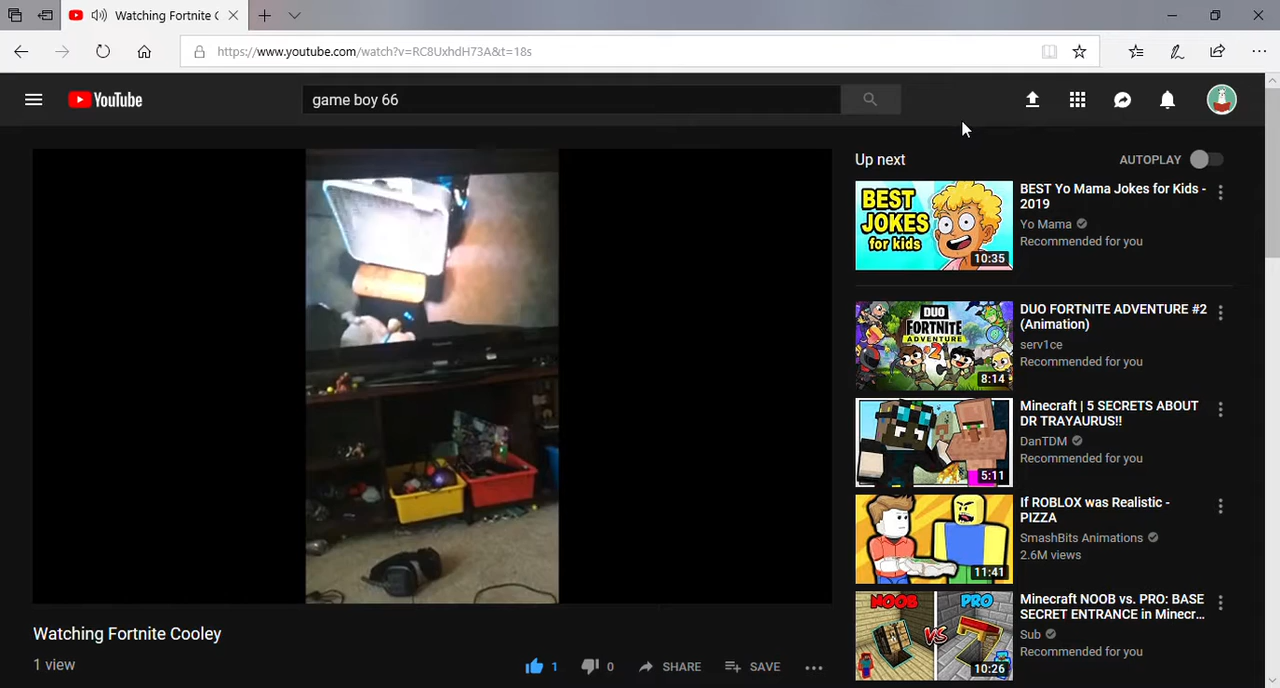 Watching Fortnite C
https://www.youtube.com/watch?v=RC8UxhdH73A&t=18s
YouTube
game boy 66
Up next
AUTOPLAY
BEST JOKES for kids
10:35
BEST Yo Mama Jokes for Kids -
2019
Yo Mama
Recommended for you
DUO
FORTNITE
ADVENTURE
2
8:14
DUO FORTNITE ADVENTURE #2
(Animation)
serv1ce
Recommended for you
5:11
Minecraft | 5 SECRETS ABOUT
DR TRAYAURUS!!
DanTDM
Recommended for you
11:41
If ROBLOX was Realistic -
PIZZA
SmashBits Animations
2.6M views
NOOB
PRO
VS
10:26
Minecraft NOOB vs. PRO: BASE
SECRET ENTRANCE in Minecr...
Sub
Recommended for you
Watching Fortnite Cooley
1 view
1
0
SHARE
SAVE